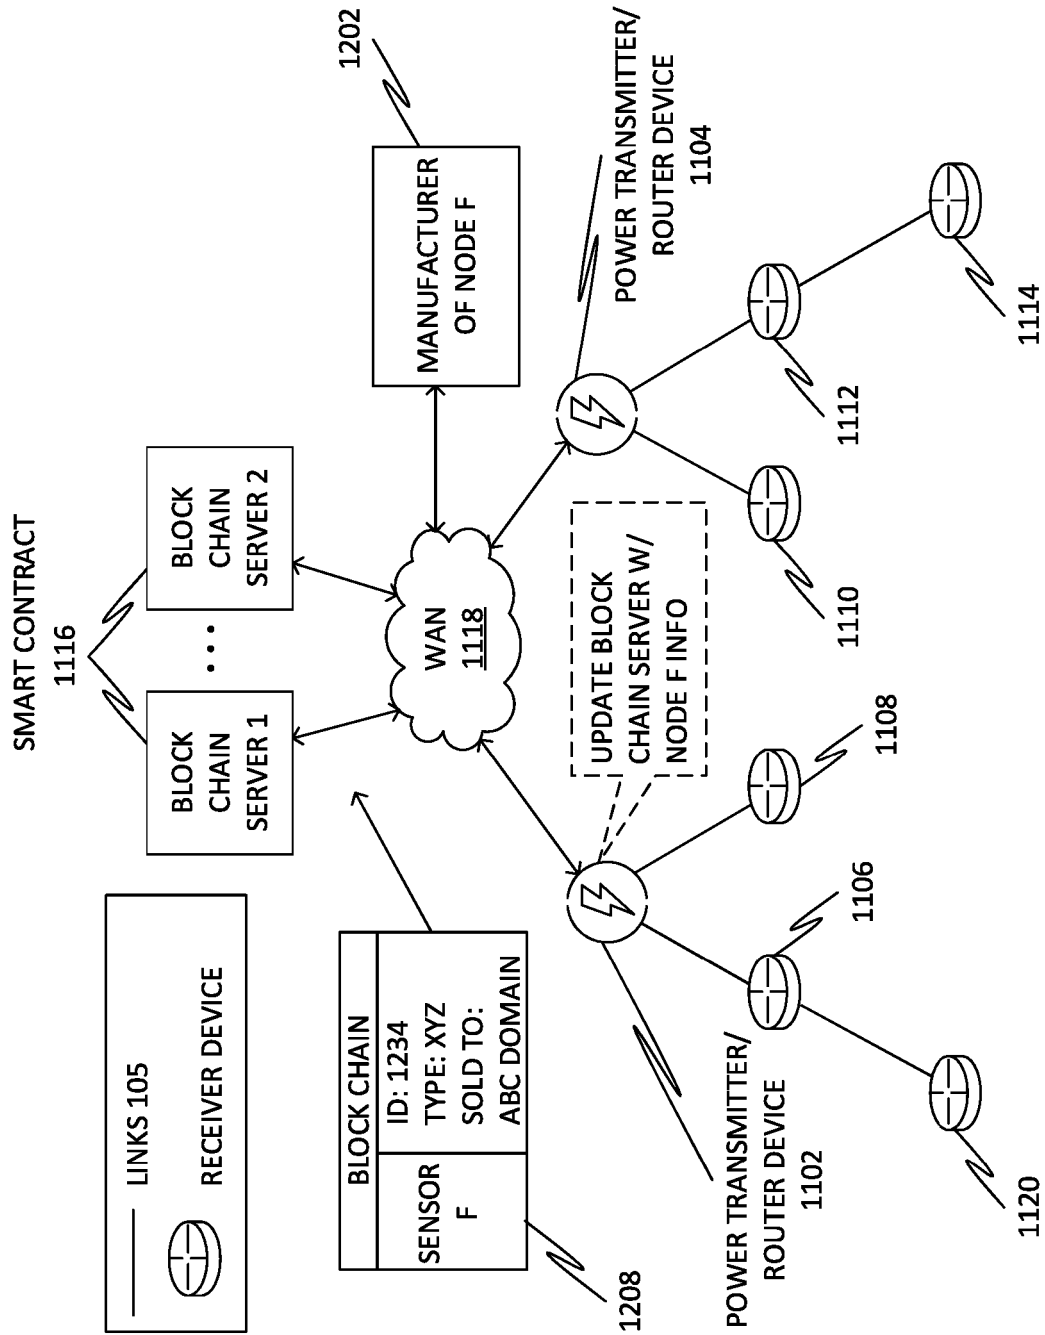 LINKS 105
RECEIVER DEVICE
SMART CONTRACT
1116
BLOCK
CHAIN
SERVER 1
BLOCK
CHAIN
SERVER 2
BLOCK CHAIN
SENSOR
F
ID: 1234
TYPE: XYZ
SOLD TO:
ABC DOMAIN
1208
WAN
1118
MANUFACTURER
OF NODE F
1202
UPDATE BLOCK
CHAIN SERVER W/
NODE F INFO
POWER TRANSMITTER/
ROUTER DEVICE
1102
POWER TRANSMITTER/
ROUTER DEVICE
1104
1106
1108
1110
1112
1114
1120